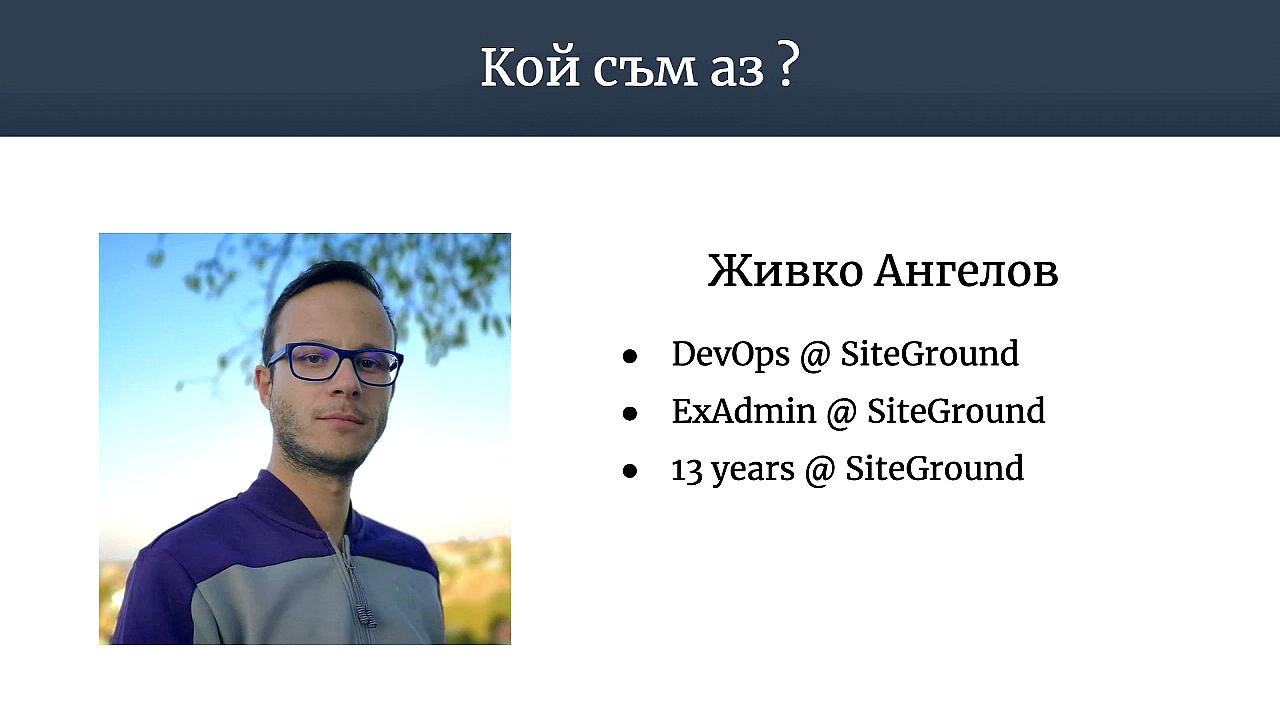 Кой съм аз ?
Живко Ангелов
● DevOps @ SiteGround
● ExAdmin @ SiteGround
● 13 years @ SiteGround